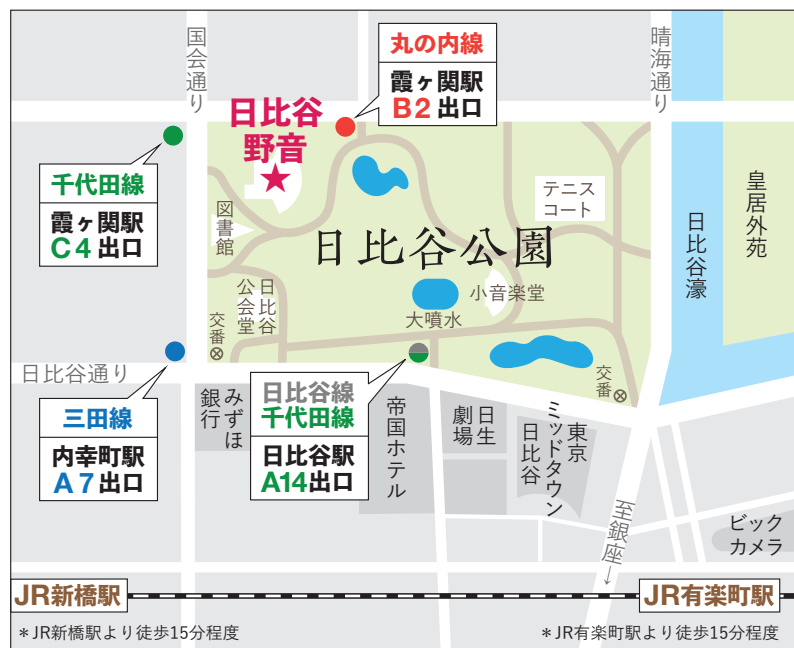 国会通り
丸の内線
霞ヶ関駅
B2出口
晴海通り
日比谷
野音
千代田線
霞ヶ関駅
C4出口
図書館
テニス
コート
皇居外苑
日比谷濠
日比谷公園
日比谷
公会堂
小音楽堂
大噴水
交番
交番
日比谷通り
三田線
内幸町駅
A7出口
みずほ
銀行
日比谷線
千代田線
日比谷駅
A14出口
帝国ホテル
日生
劇場
東京
ミッドタウン
日比谷
至銀座→
ビック
カメラ
JR新橋駅
JR有楽町駅
＊JR新橋駅より徒歩15分程度
＊JR有楽町駅より徒歩15分程度